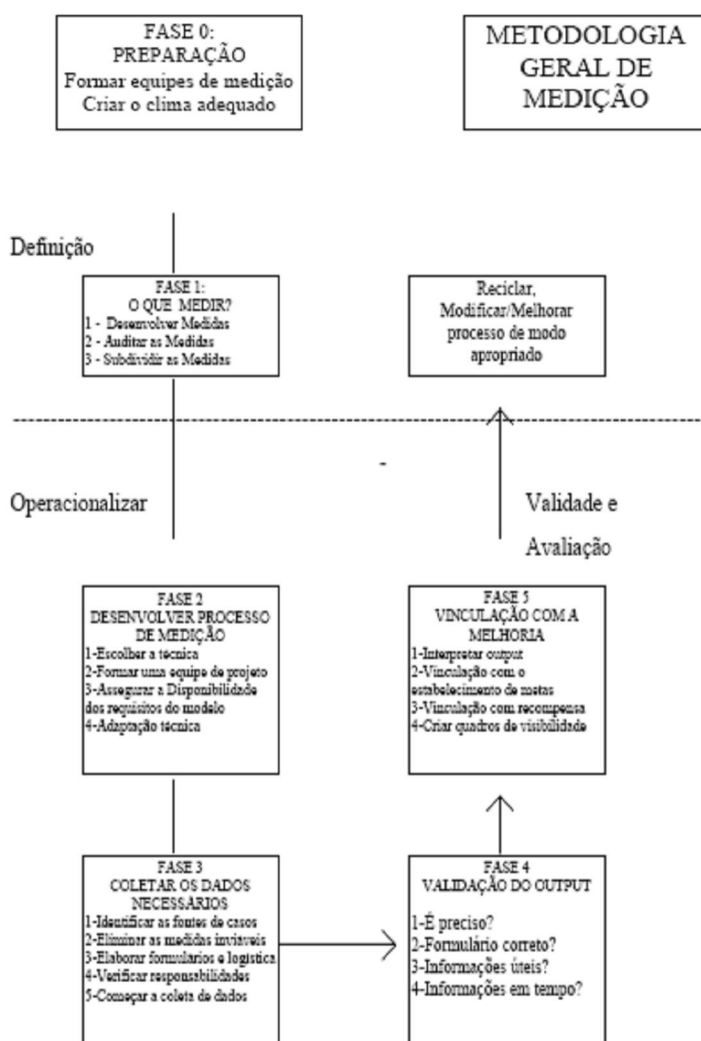 FASE 0:
PREPARAÇÃO
Formar equipes de medição
Criar o clima adequado
METODOLOGIA
GERAL DE
MEDIÇÃO
Definição
FASE 1:
O QUE MEDIR?
1 - Desenvolver Medidas
2 - Auditar as Medidas
3 - Subdividir as Medidas
Reciclar,
Modificar/Melhorar
processo de modo
apropriado
-
Operacionalizar
Validade e
Avaliação
FASE 2
DESENVOLVER PROCESSO
DE MEDIÇÃO
1-Escolher a técnica
2-Formar uma equipe de projeto
3-Assegurar a Disponibilidade
dos requisitos do modelo
4-Adaptação técnica
FASE 5
VINCULAÇÃO COM A
MELHORIA
1-Interpretar output
2-Vinculação com o
estabelecimento de metas
3-Vinculação com recompensa
4-Criar quadros de visibilidade
FASE 3
COLETAR OS DADOS
NECESSÁRIOS
1-Identificar as fontes de casos
2-Eliminar as medidas inviáveis
3-Elaborar formulários e logística
4-Verificar responsabilidades
5-Começar a coleta de dados
FASE 4
VALIDAÇÃO DO OUTPUT
1-É preciso?
2-Formulário correto?
3-Informações úteis?
4-Informações em tempo?